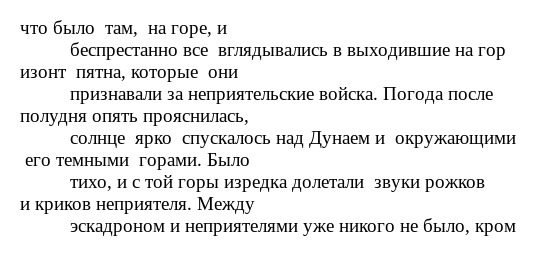 что было  там,  на горе, и
беспрестанно все  вглядывались в выходившие на гор
изонт  пятна, которые  они
признавали за неприятельские войска. Погода после
полудня опять прояснилась,
солнце  ярко  спускалось над Дунаем и  окружающими
его темными  горами. Было
тихо, и с той горы изредка долетали  звуки рожков
и криков неприятеля. Между
эскадроном и неприятелями уже никого не было, кром